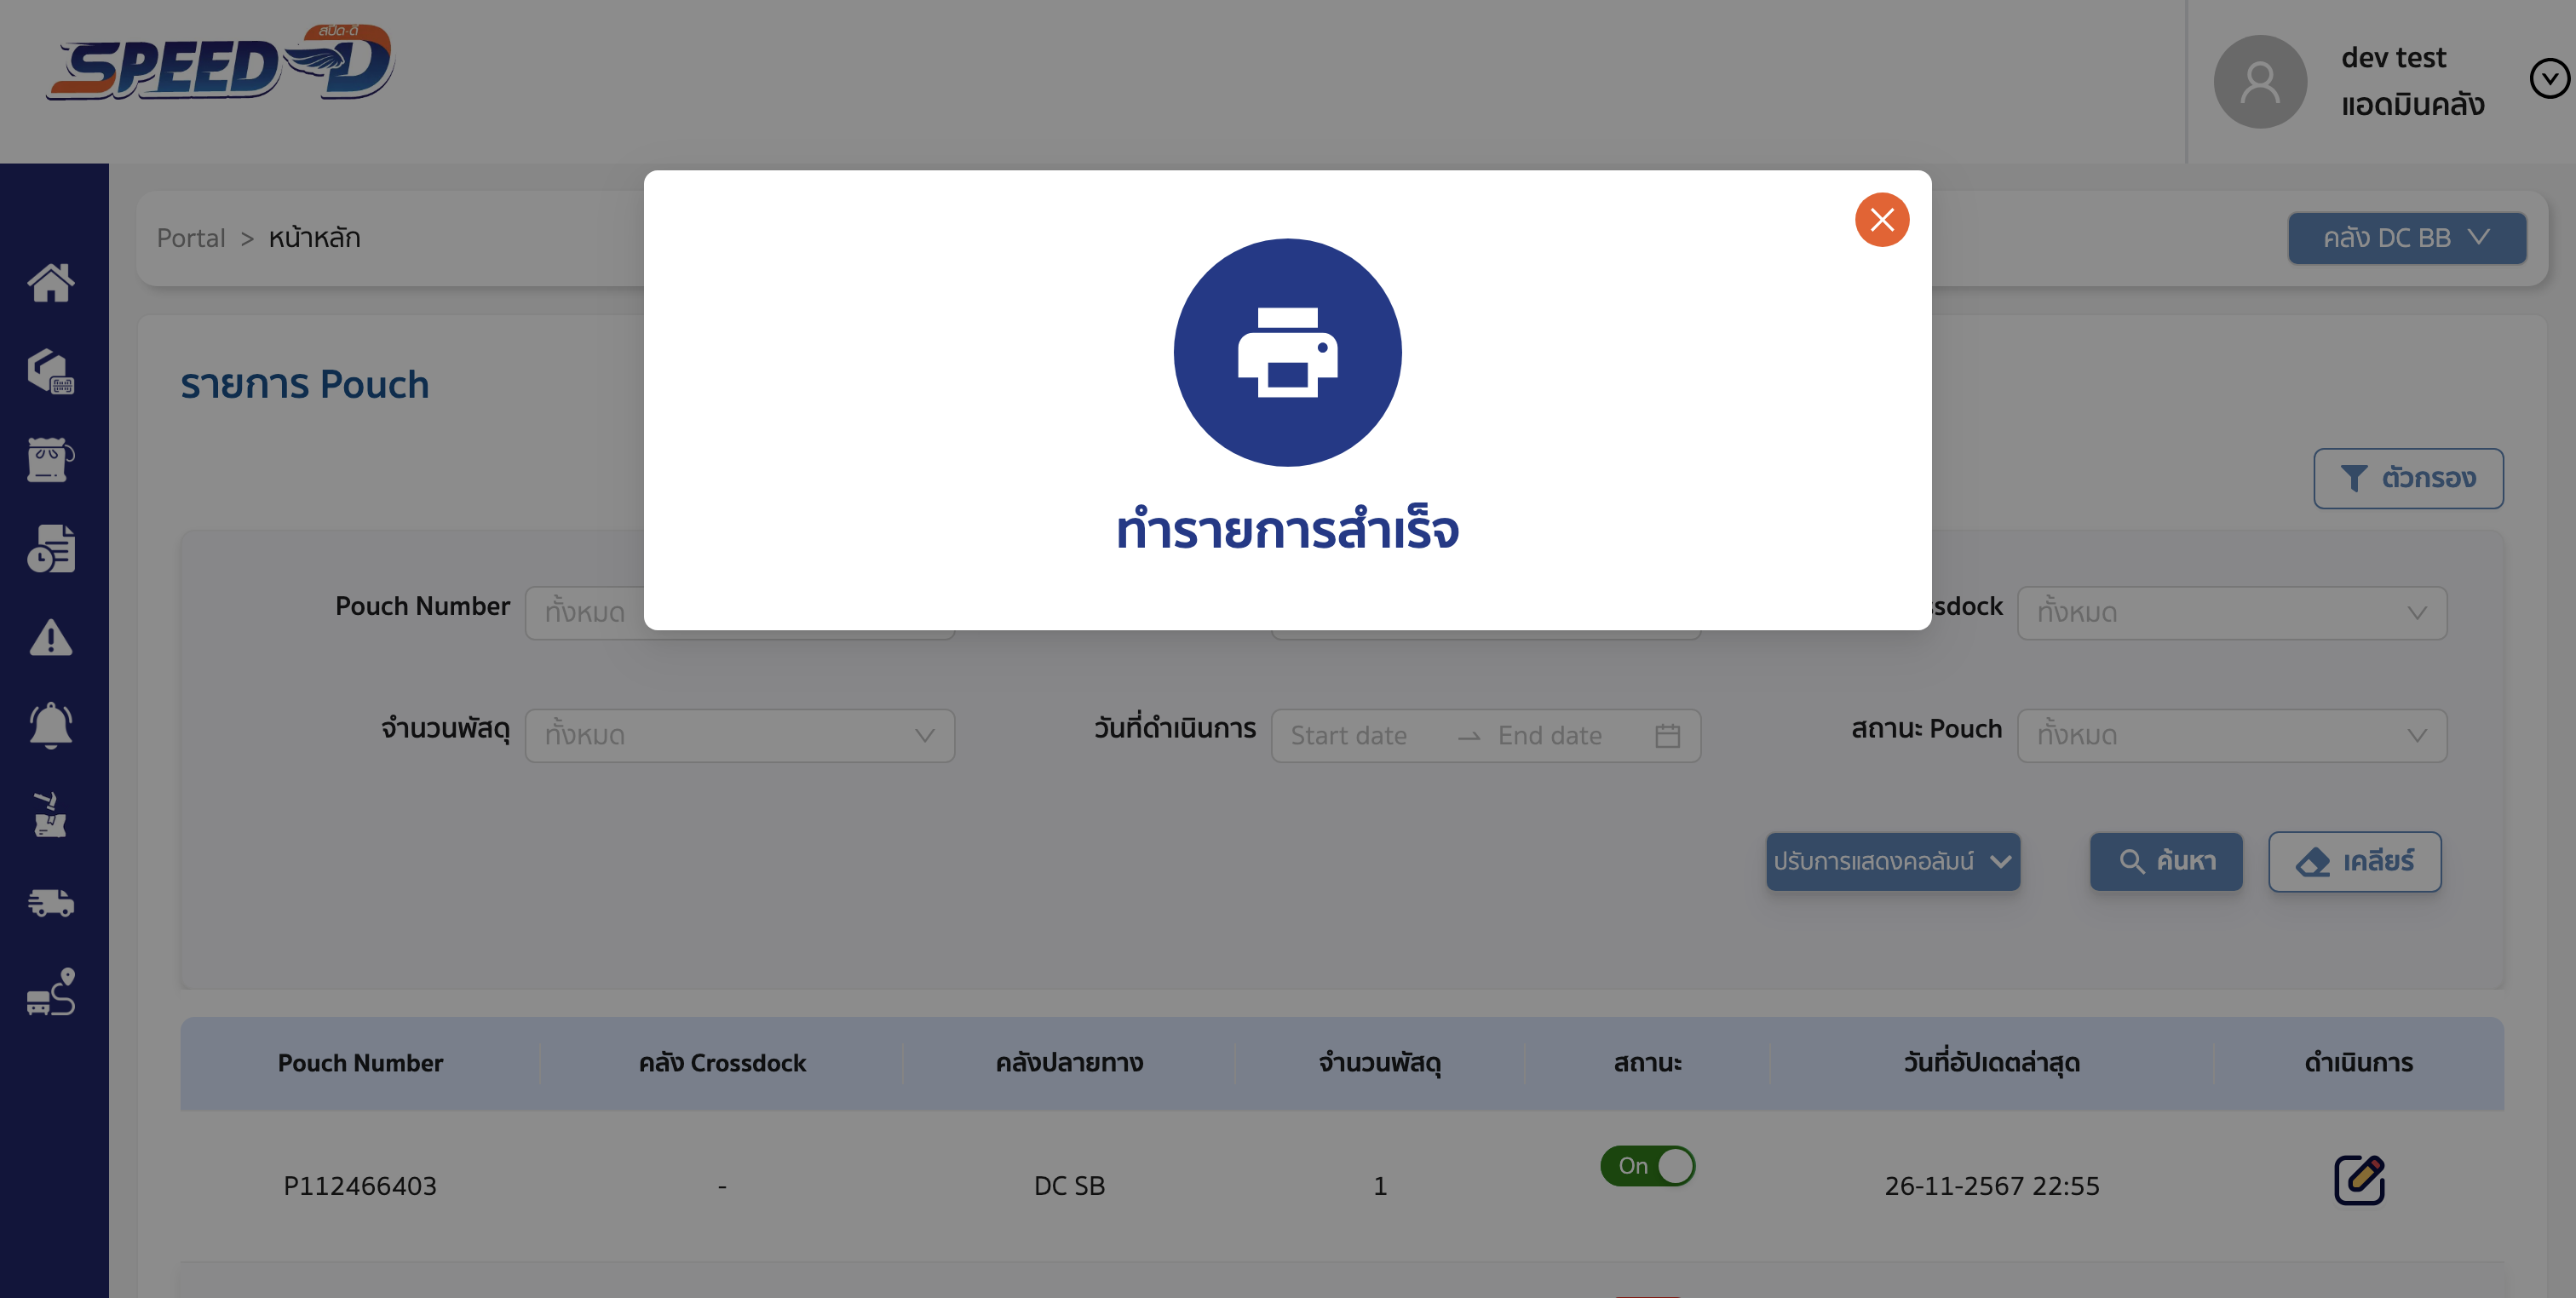 สปีด-ดี
SPEED-D
dev test
แอดมินคลัง
Portal > หน้าหลัก
คลัง DC BB
ทำรายการสำเร็จ
รายการ Pouch
ตัวกรอง
Pouch Number
ทั้งหมด
ssdock
ทั้งหมด
จำนวนพัสดุ
ทั้งหมด
วันที่ดำเนินการ
Start date
End date
สถานะ Pouch
ทั้งหมด
ปรับการแสดงคอลัมน์
ค้นหา
เคลียร์
Pouch Number คลัง Crossdock คลังปลายทาง จำนวนพัสดุ สถานะ วันที่อัปเดตล่าสุด ดำเนินการ
P112466403 - DC SB 1 On 26-11-2567 22:55